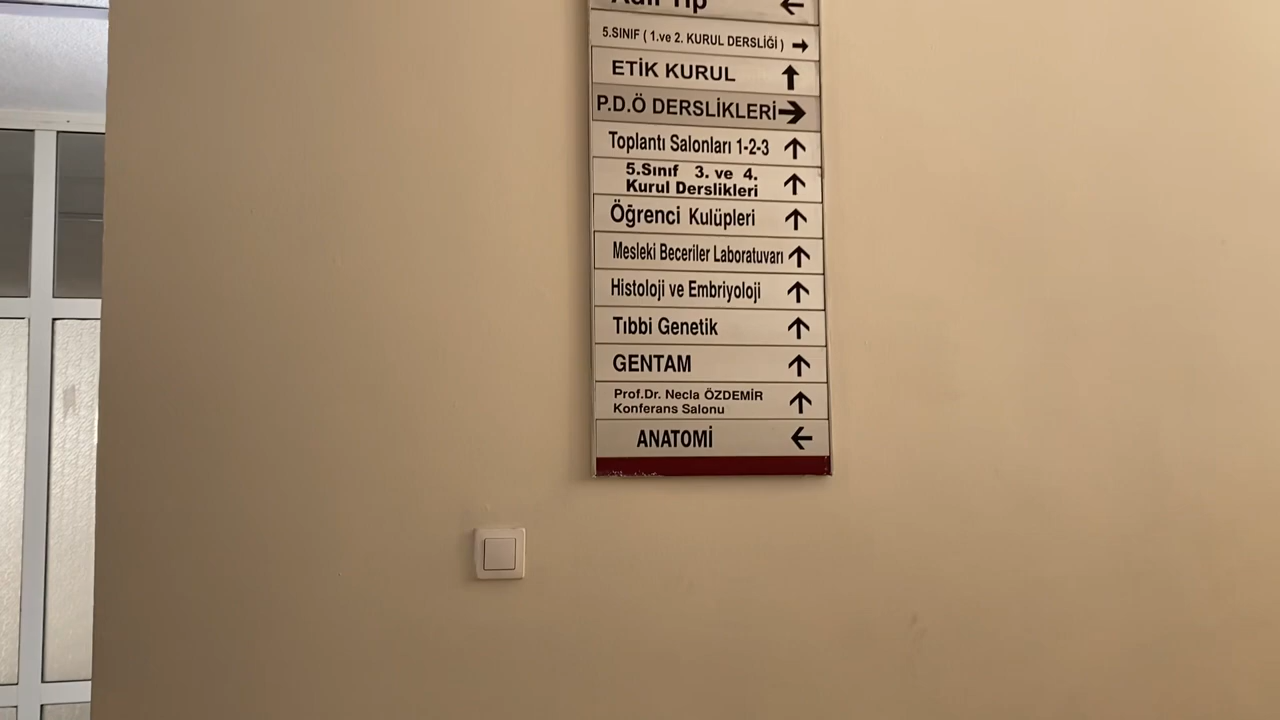 Adli Tıp ←
5.SINIF ( 1.ve 2. KURUL DERSLİĞİ ) →
ETİK KURUL ↑
P.D.Ö DERSLİKLERİ →
Toplantı Salonları 1-2-3 ↑
5.Sınıf 3. ve 4.
Kurul Derslikleri ↑
Öğrenci Kulüpleri ↑
Mesleki Beceriler Laboratuvarı ↑
Histoloji ve Embriyoloji ↑
Tıbbi Genetik ↑
GENTAM ↑
Prof.Dr. Necla ÖZDEMİR
Konferans Salonu ↑
ANATOMİ ←